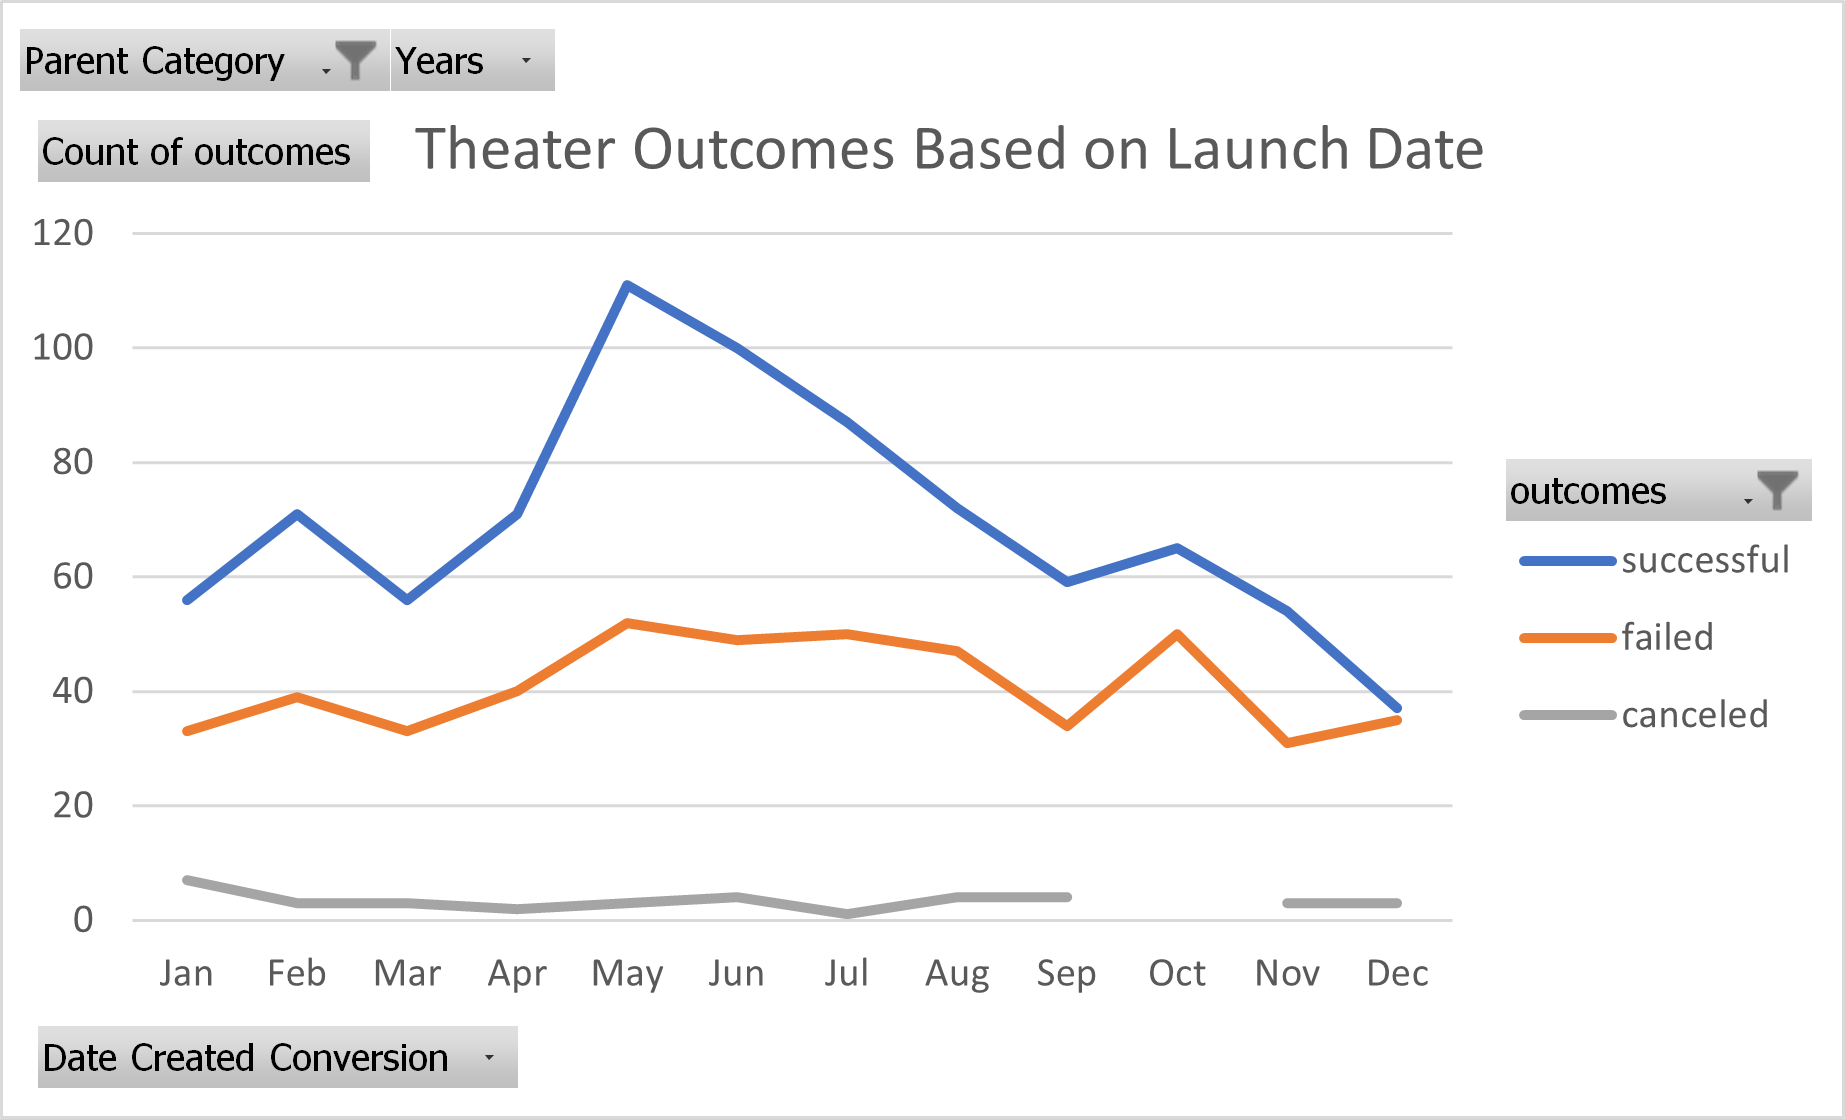 Parent Category Years
Count of outcomes
Theater Outcomes Based on Launch Date
120
100
80
60
40
20
0
Jan Feb Mar Apr May Jun Jul Aug Sep Oct Nov Dec
outcomes
successful
failed
canceled
Date Created Conversion